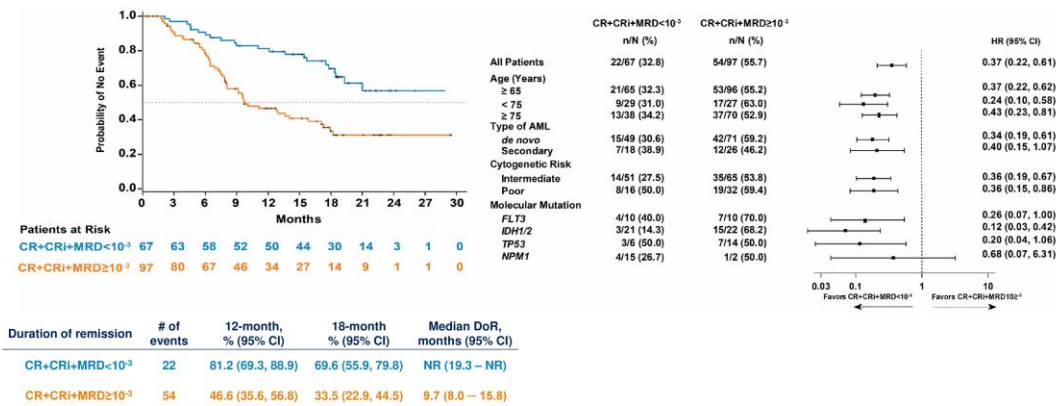 Probability of No Event
1.0
0.8
0.6
0.4
0.2
0.0
0 3 6 9 12 15 18 21 24 27 30
Months
Patients at Risk
CR+CRi+MRD<10-3 67 63 58 52 50 44 30 14 3 1 0
CR+CRi+MRD≥10-3 97 80 67 46 34 27 14 9 1 1 0
CR+CRi+MRD<10-3 CR+CRi+MRD≥10-3
n/N (%) n/N (%) HR (95% CI)
All Patients 22/67 (32.8) 54/97 (55.7) 0.37 (0.22, 0.61)
Age (Years)
≥ 65 21/65 (32.3) 53/96 (55.2) 0.37 (0.22, 0.62)
< 75 9/29 (31.0) 17/27 (63.0) 0.24 (0.10, 0.58)
≥ 75 13/38 (34.2) 37/70 (52.9) 0.43 (0.23, 0.81)
Type of AML
de novo 15/49 (30.6) 42/71 (59.2) 0.34 (0.19, 0.61)
Secondary 7/18 (38.9) 12/26 (46.2) 0.40 (0.15, 1.07)
Cytogenetic Risk
Intermediate 14/51 (27.5) 35/65 (53.8) 0.36 (0.19, 0.67)
Poor 8/16 (50.0) 19/32 (59.4) 0.36 (0.15, 0.86)
Molecular Mutation
FLT3 4/10 (40.0) 7/10 (70.0) 0.26 (0.07, 1.00)
IDH1/2 3/21 (14.3) 15/22 (68.2) 0.12 (0.03, 0.42)
TP53 3/6 (50.0) 7/14 (50.0) 0.20 (0.04, 1.06)
NPM1 4/15 (26.7) 1/2 (50.0) 0.68 (0.07, 6.31)
0.03 0.1 1 10
Favors CR+CRi+MRD<10-3 Favors CR+CRi+MRD10≥-3
Duration of remission # of events 12-month, % (95% CI) 18-month % (95% CI) Median DoR, months (95% CI)
CR+CRi+MRD<10-3 22 81.2 (69.3, 88.9) 69.6 (55.9, 79.8) NR (19.3 – NR)
CR+CRi+MRD≥10-3 54 46.6 (35.6, 56.8) 33.5 (22.9, 44.5) 9.7 (8.0 – 15.8)